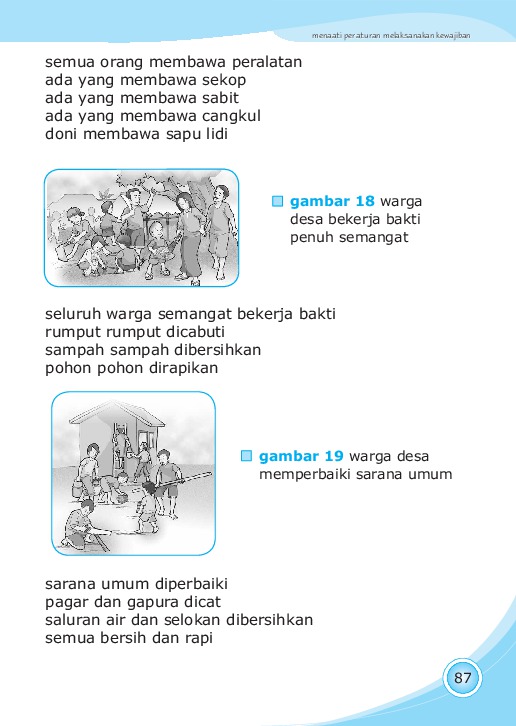 menaati peraturan melaksanakan kewajiban
semua orang membawa peralatan
ada yang membawa sekop
ada yang membawa sabit
ada yang membawa cangkul
doni membawa sapu lidi
gambar 18 warga
desa bekerja bakti
penuh semangat
seluruh warga semangat bekerja bakti
rumput rumput dicabuti
sampah sampah dibersihkan
pohon pohon dirapikan
gambar 19 warga desa
memperbaiki sarana umum
sarana umum diperbaiki
pagar dan gapura dicat
saluran air dan selokan dibersihkan
semua bersih dan rapi
87